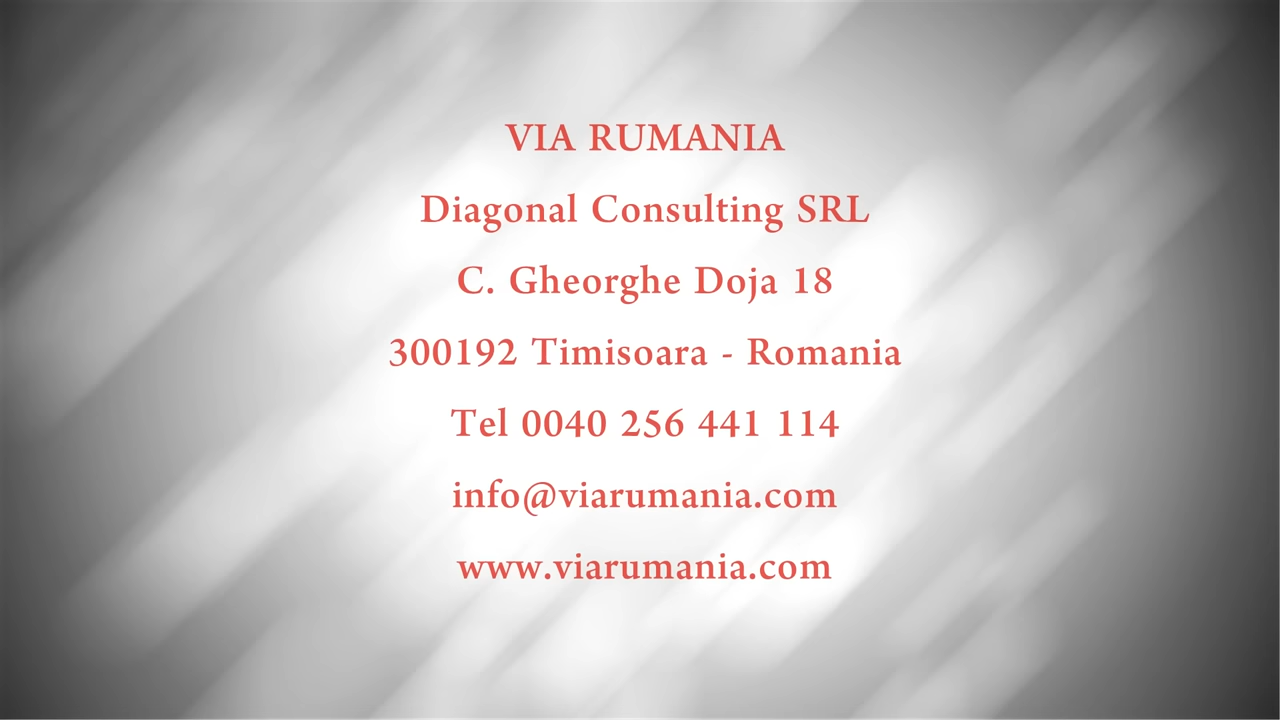 VIA RUMANIA
Diagonal Consulting SRL
C. Gheorghe Doja 18
300192 Timisoara - Romania
Tel 0040 256 441 114
info@viarumania.com
www.viarumania.com